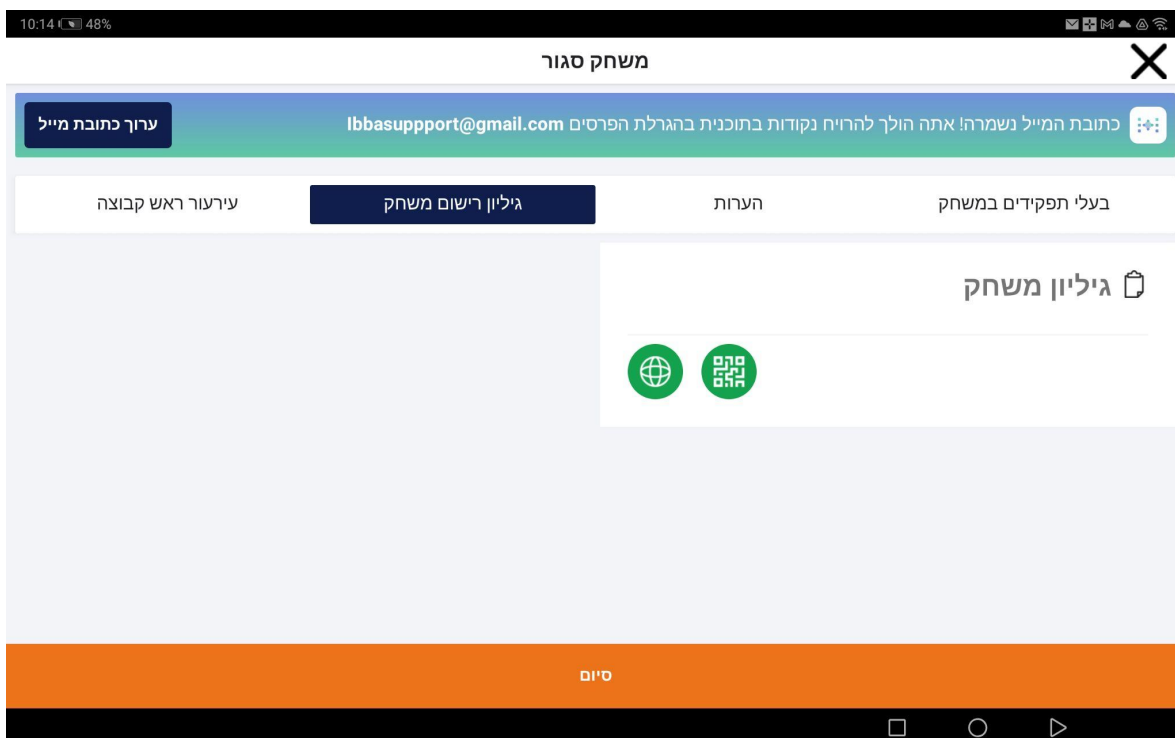 10:14 48%
משחק סגור
כתובת המייל נשמרה! אתה הולך להרויח נקודות בתוכנית בהגרלת הפרסים Ibbasuppport@gmail.com
ערוך כתובת מייל
בעלי תפקידים במשחק
הערות
גיליון רישום משחק
עירעור ראש קבוצה
גיליון משחק
סיום